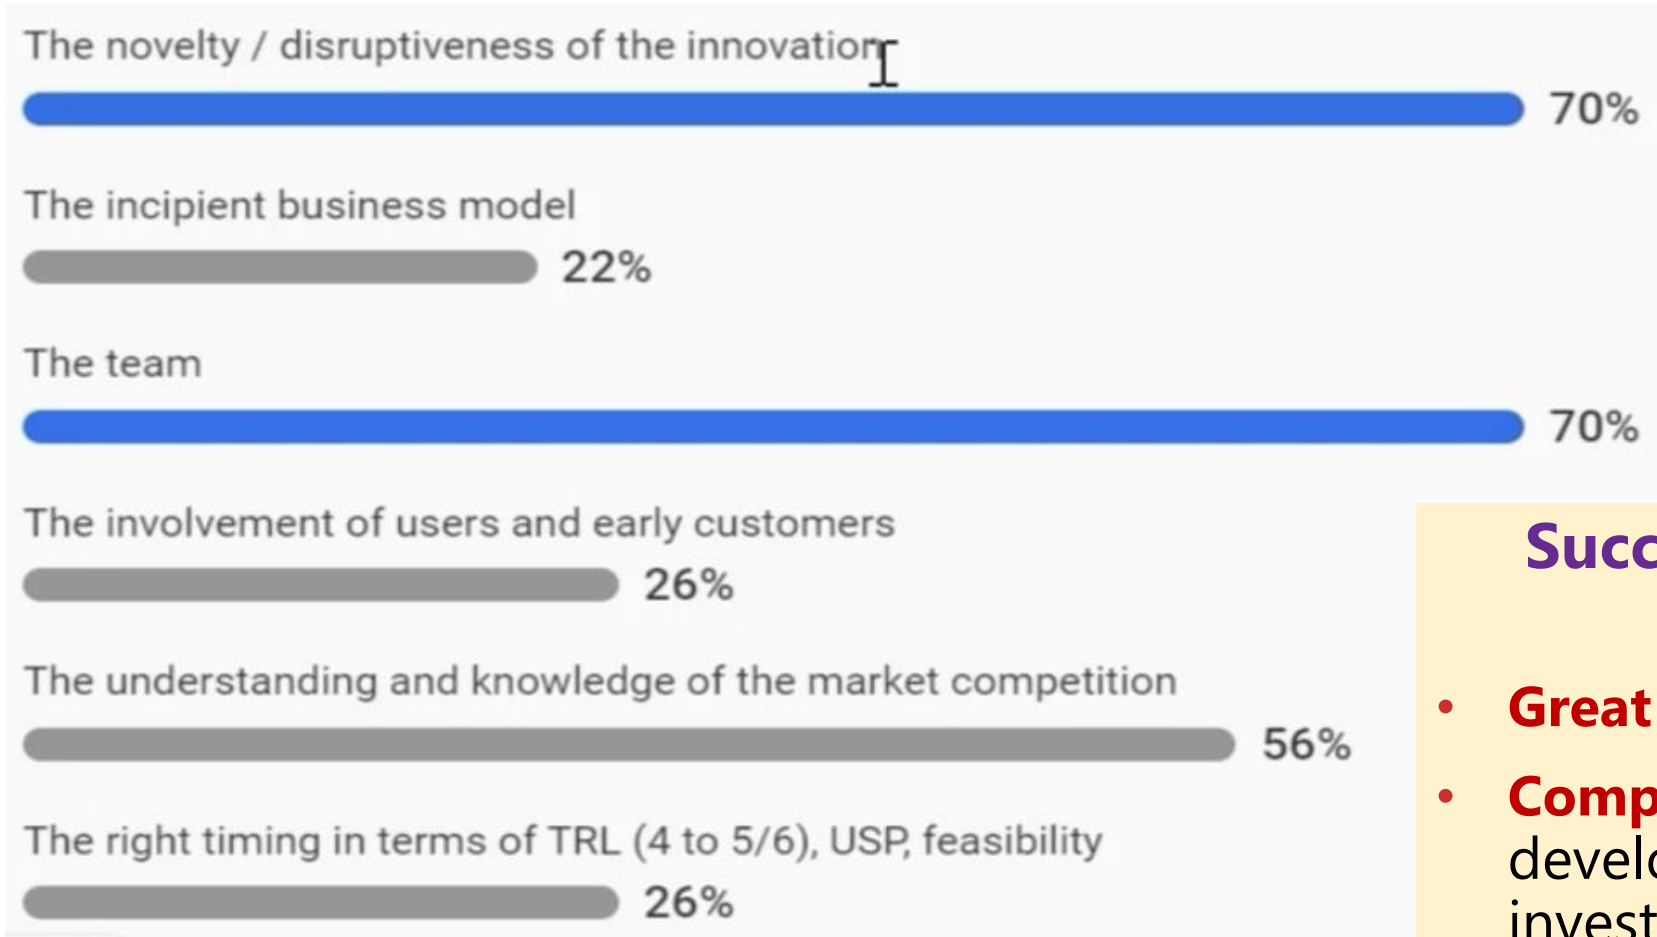 The novelty / disruptiveness of the innovation
70%
The incipient business model
22%
The team
70%
The involvement of users and early customers
26%
The understanding and knowledge of the market competition
56%
The right timing in terms of TRL (4 to 5/6), USP, feasibility
26%
• Great